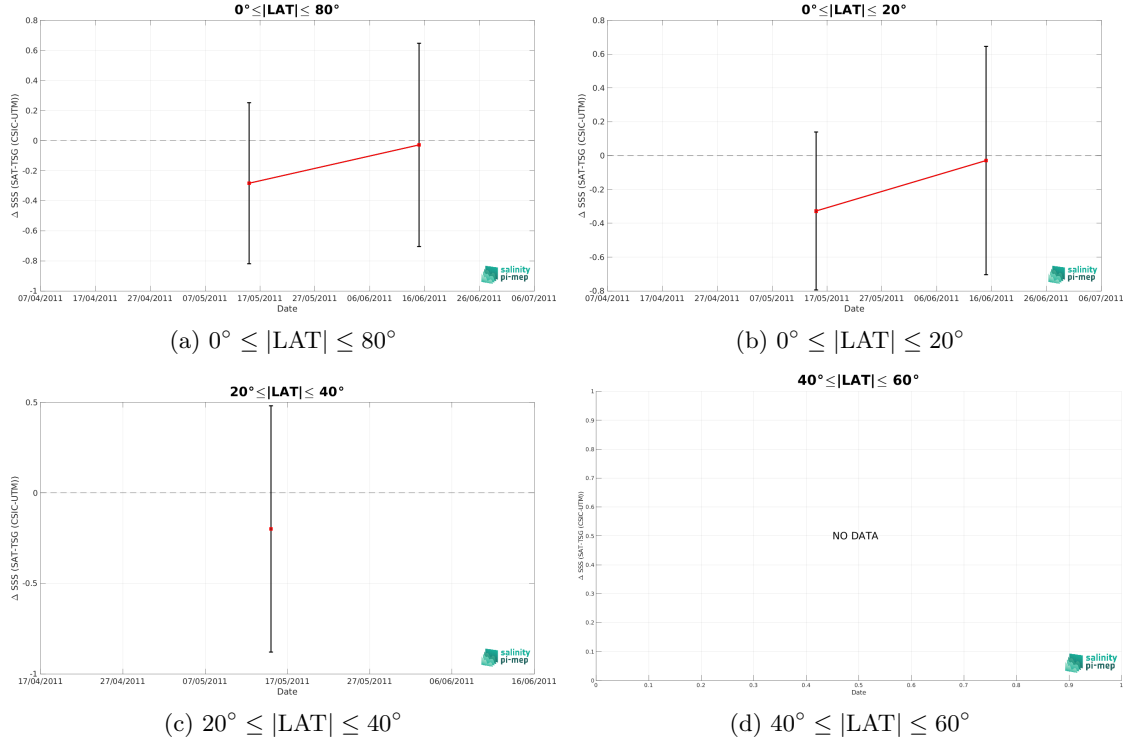 0°≤|LAT|≤ 80°
0.8
0.6
0.4
0.2
0
-0.2
-0.4
-0.6
-0.8
-1
Δ SSS (SAT-TSG (CSIC-UTM))
07/04/2011 17/04/2011 27/04/2011 07/05/2011 17/05/2011 27/05/2011 06/06/2011 16/06/2011 26/06/2011 06/07/2011
Date
salinity
pi-mep
(a) 0° ≤ |LAT| ≤ 80°
0°≤|LAT|≤ 20°
0.8
0.6
0.4
0.2
0
-0.2
-0.4
-0.6
-0.8
Δ SSS (SAT-TSG (CSIC-UTM))
07/04/2011 17/04/2011 27/04/2011 07/05/2011 17/05/2011 27/05/2011 06/06/2011 16/06/2011 26/06/2011 06/07/2011
Date
salinity
pi-mep
(b) 0° ≤ |LAT| ≤ 20°
20°≤|LAT|≤ 40°
0.5
0
-0.5
-1
Δ SSS (SAT-TSG (CSIC-UTM))
17/04/2011 27/04/2011 07/05/2011 17/05/2011 27/05/2011 06/06/2011 16/06/2011
Date
salinity
pi-mep
(c) 20° ≤ |LAT| ≤ 40°
40°≤|LAT|≤ 60°
1
0.9
0.8
0.7
0.6
0.5
0.4
0.3
0.2
0.1
0
Δ SSS (SAT-TSG (CSIC-UTM))
NO DATA
0 0.1 0.2 0.3 0.4 0.5 0.6 0.7 0.8 0.9 1
Date
salinity
pi-mep
(d) 40° ≤ |LAT| ≤ 60°